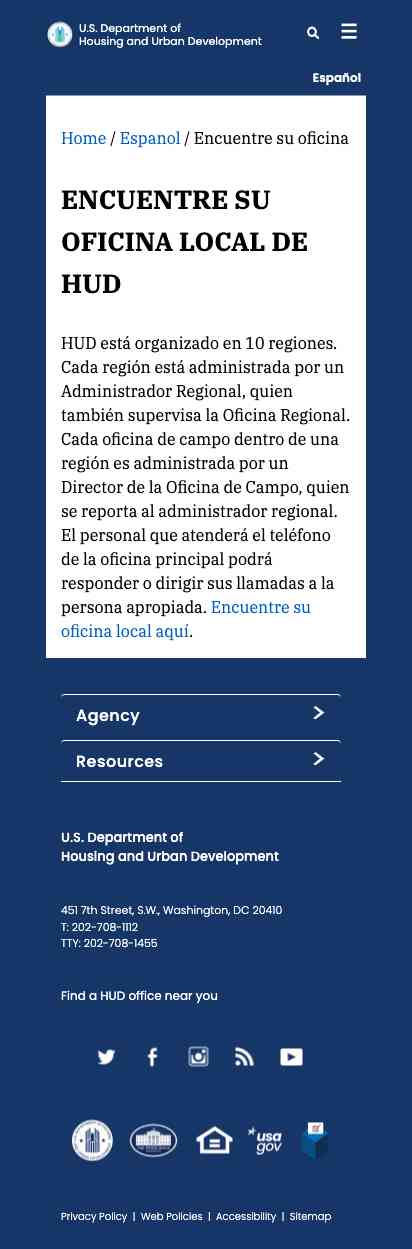 U.S. Department of
Housing and Urban Development
Español
Home / Espanol / Encuentre su oficina
ENCUENTRE SU
OFICINA LOCAL DE
HUD
HUD está organizado en 10 regiones.
Cada región está administrada por un
Administrador Regional, quien
también supervisa la Oficina Regional.
Cada oficina de campo dentro de una
región es administrada por un
Director de la Oficina de Campo, quien
se reporta al administrador regional.
El personal que atenderá el teléfono
de la oficina principal podrá
responder o dirigir sus llamadas a la
persona apropiada. Encuentre su
oficina local aquí.
Agency
Resources
U.S. Department of
Housing and Urban Development
451 7th Street, S.W., Washington, DC 20410
T: 202-708-1112
TTY: 202-708-1455
Find a HUD office near you
usa
gov
Privacy Policy | Web Policies | Accessibility | Sitemap